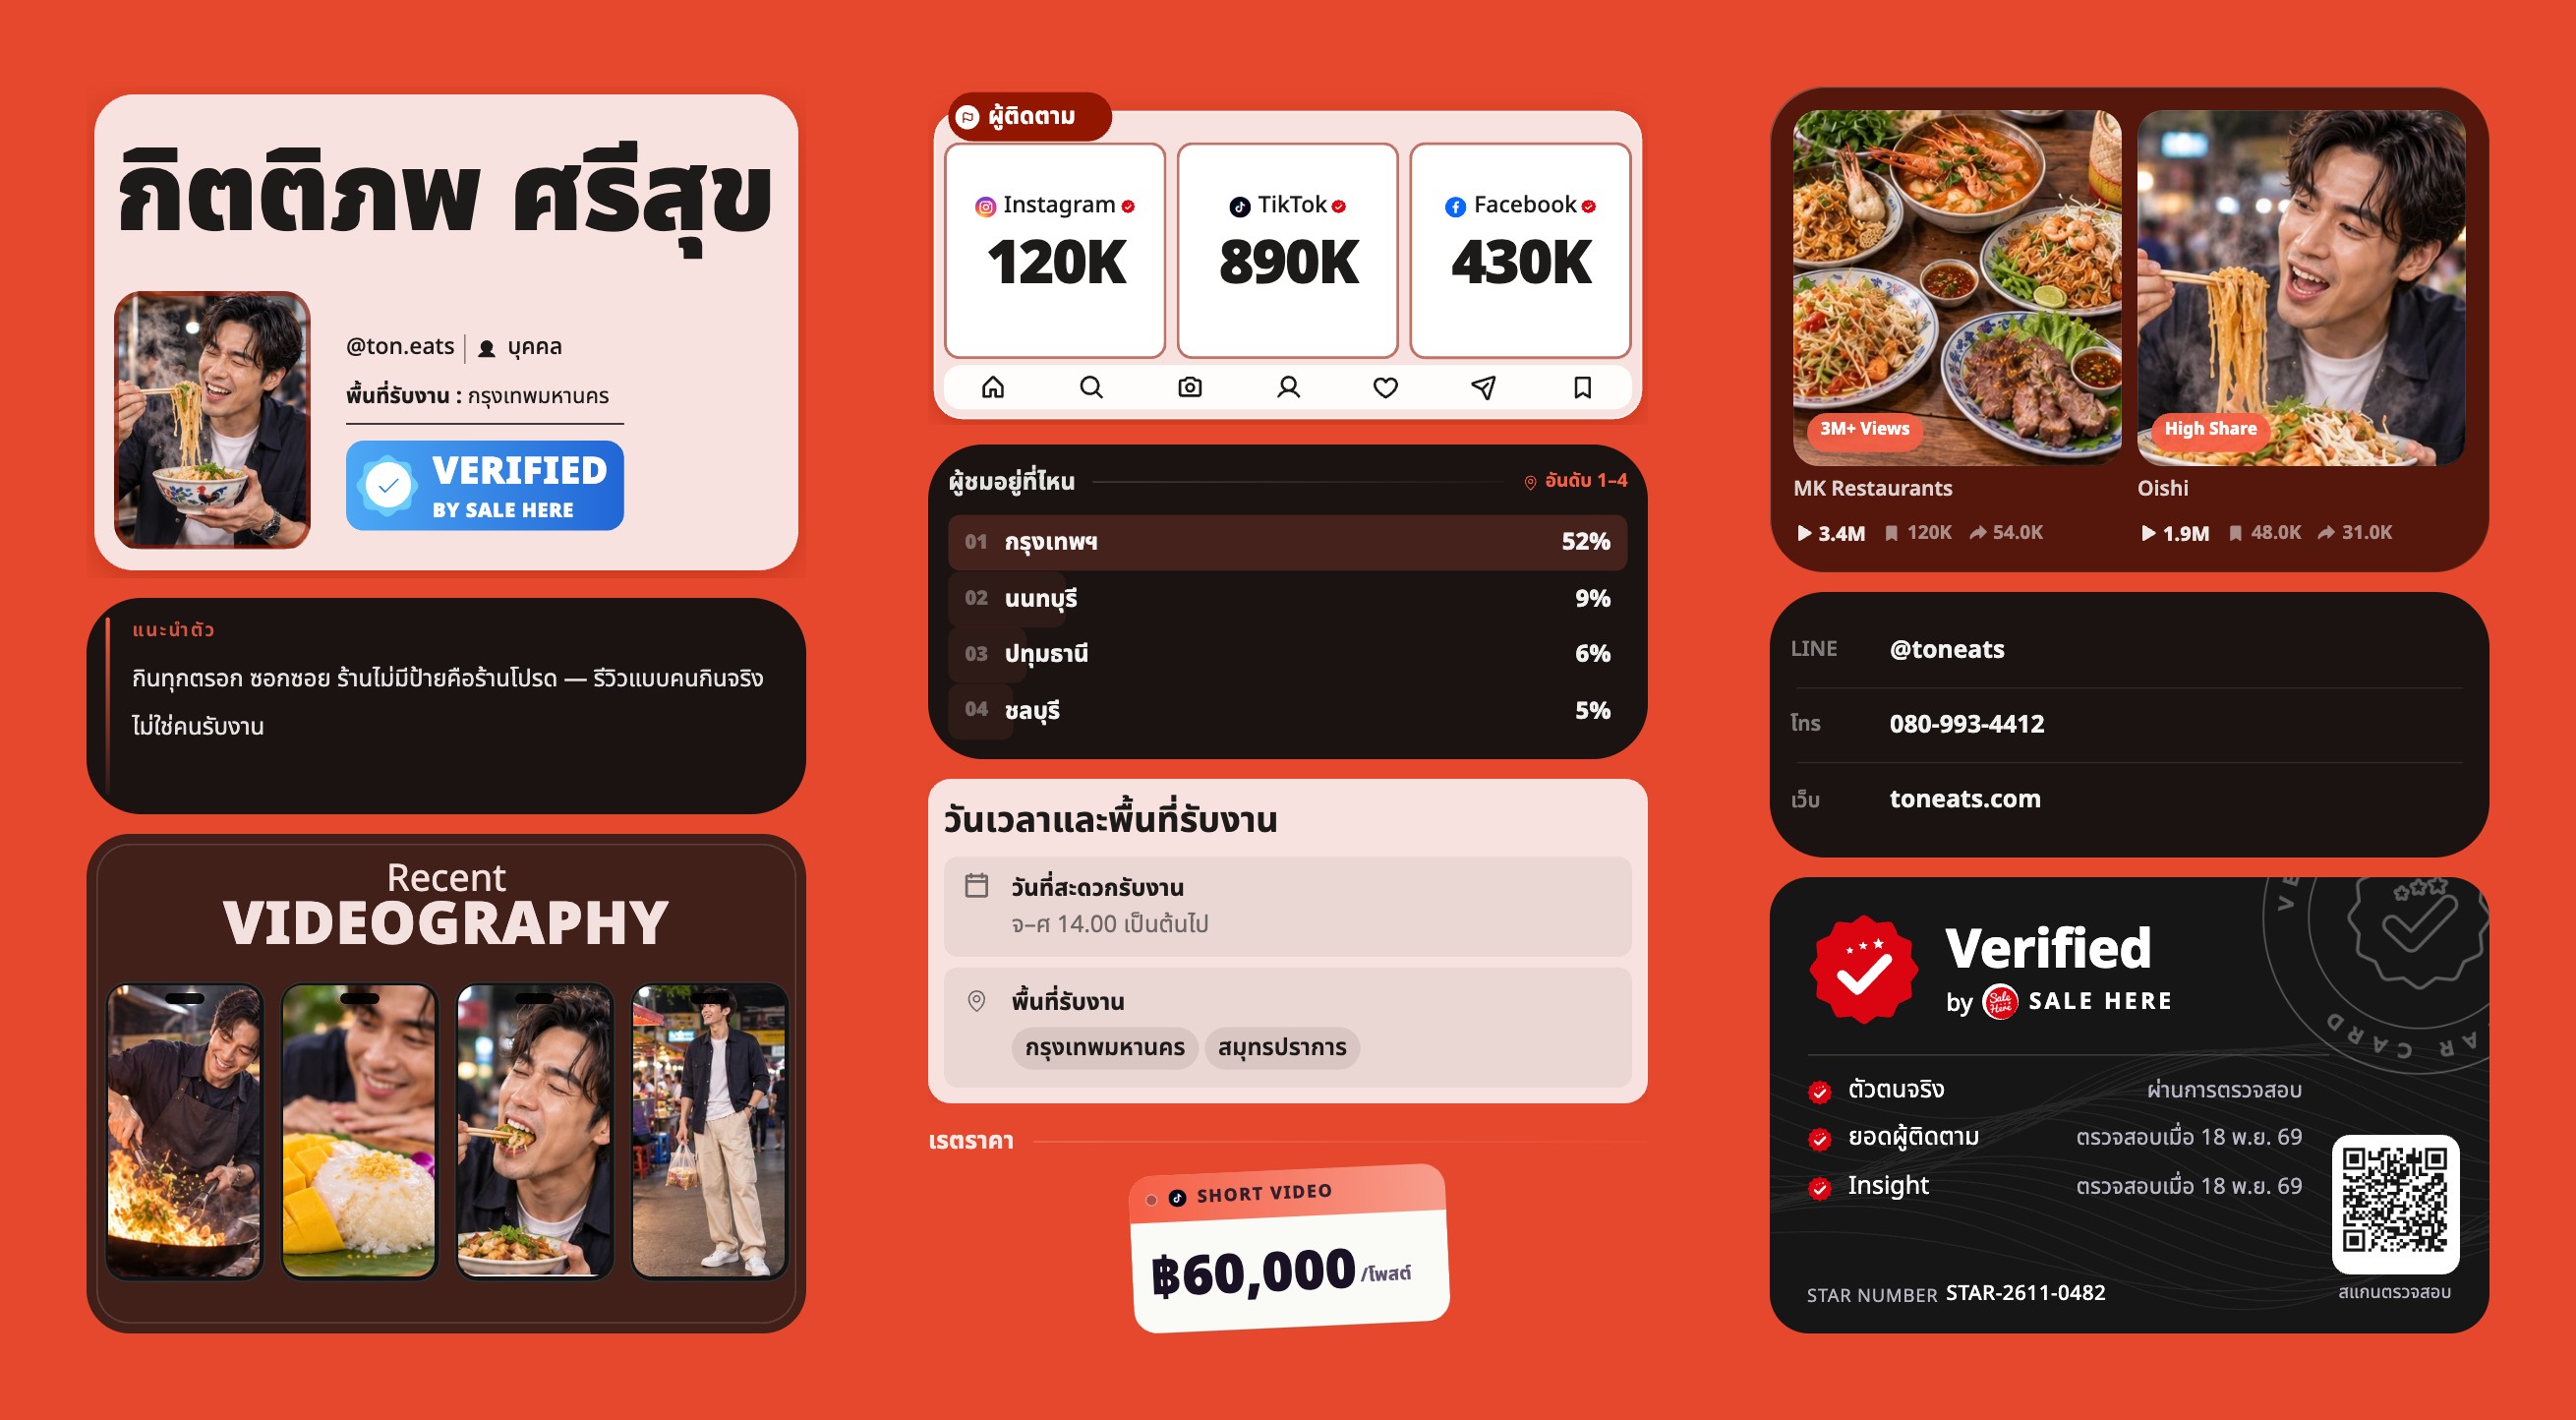 กิตติภพ ศรีสุข
@ton.eats บุคคล
พื้นที่รับงาน : กรุงเทพมหานคร
VERIFIED
BY SALE HERE
แนะนำตัว
กินทุกตรอก ซอกซอย ร้านไม่มีป้ายคือร้านโปรด — รีวิวแบบคนกินจริง
ไม่ใช่คนรับงาน
Recent
VIDEOGRAPHY
ผู้ติดตาม
Instagram
120K
TikTok
890K
Facebook
430K
ผู้ชมอยู่ที่ไหน อันดับ 1–4
01 กรุงเทพฯ 52%
02 นนทบุรี 9%
03 ปทุมธานี 6%
04 ชลบุรี 5%
วันเวลาและพื้นที่รับงาน
วันที่สะดวกรับงาน
จ–ศ 14.00 เป็นต้นไป
พื้นที่รับงาน
กรุงเทพมหานคร สมุทรปราการ
เรตราคา
SHORT VIDEO
฿60,000 /โพสต์
3M+ Views
MK Restaurants
3.4M 120K 54.0K
High Share
Oishi
1.9M 48.0K 31.0K
LINE @toneats
โทร 080-993-4412
เว็บ toneats.com
Verified
by Sale Here SALE HERE
VE
AR CARD
ตัวตนจริง ผ่านการตรวจสอบ
ยอดผู้ติดตาม ตรวจสอบเมื่อ 18 พ.ย. 69
Insight ตรวจสอบเมื่อ 18 พ.ย. 69
STAR NUMBER STAR-2611-0482
สแกนตรวจสอบ